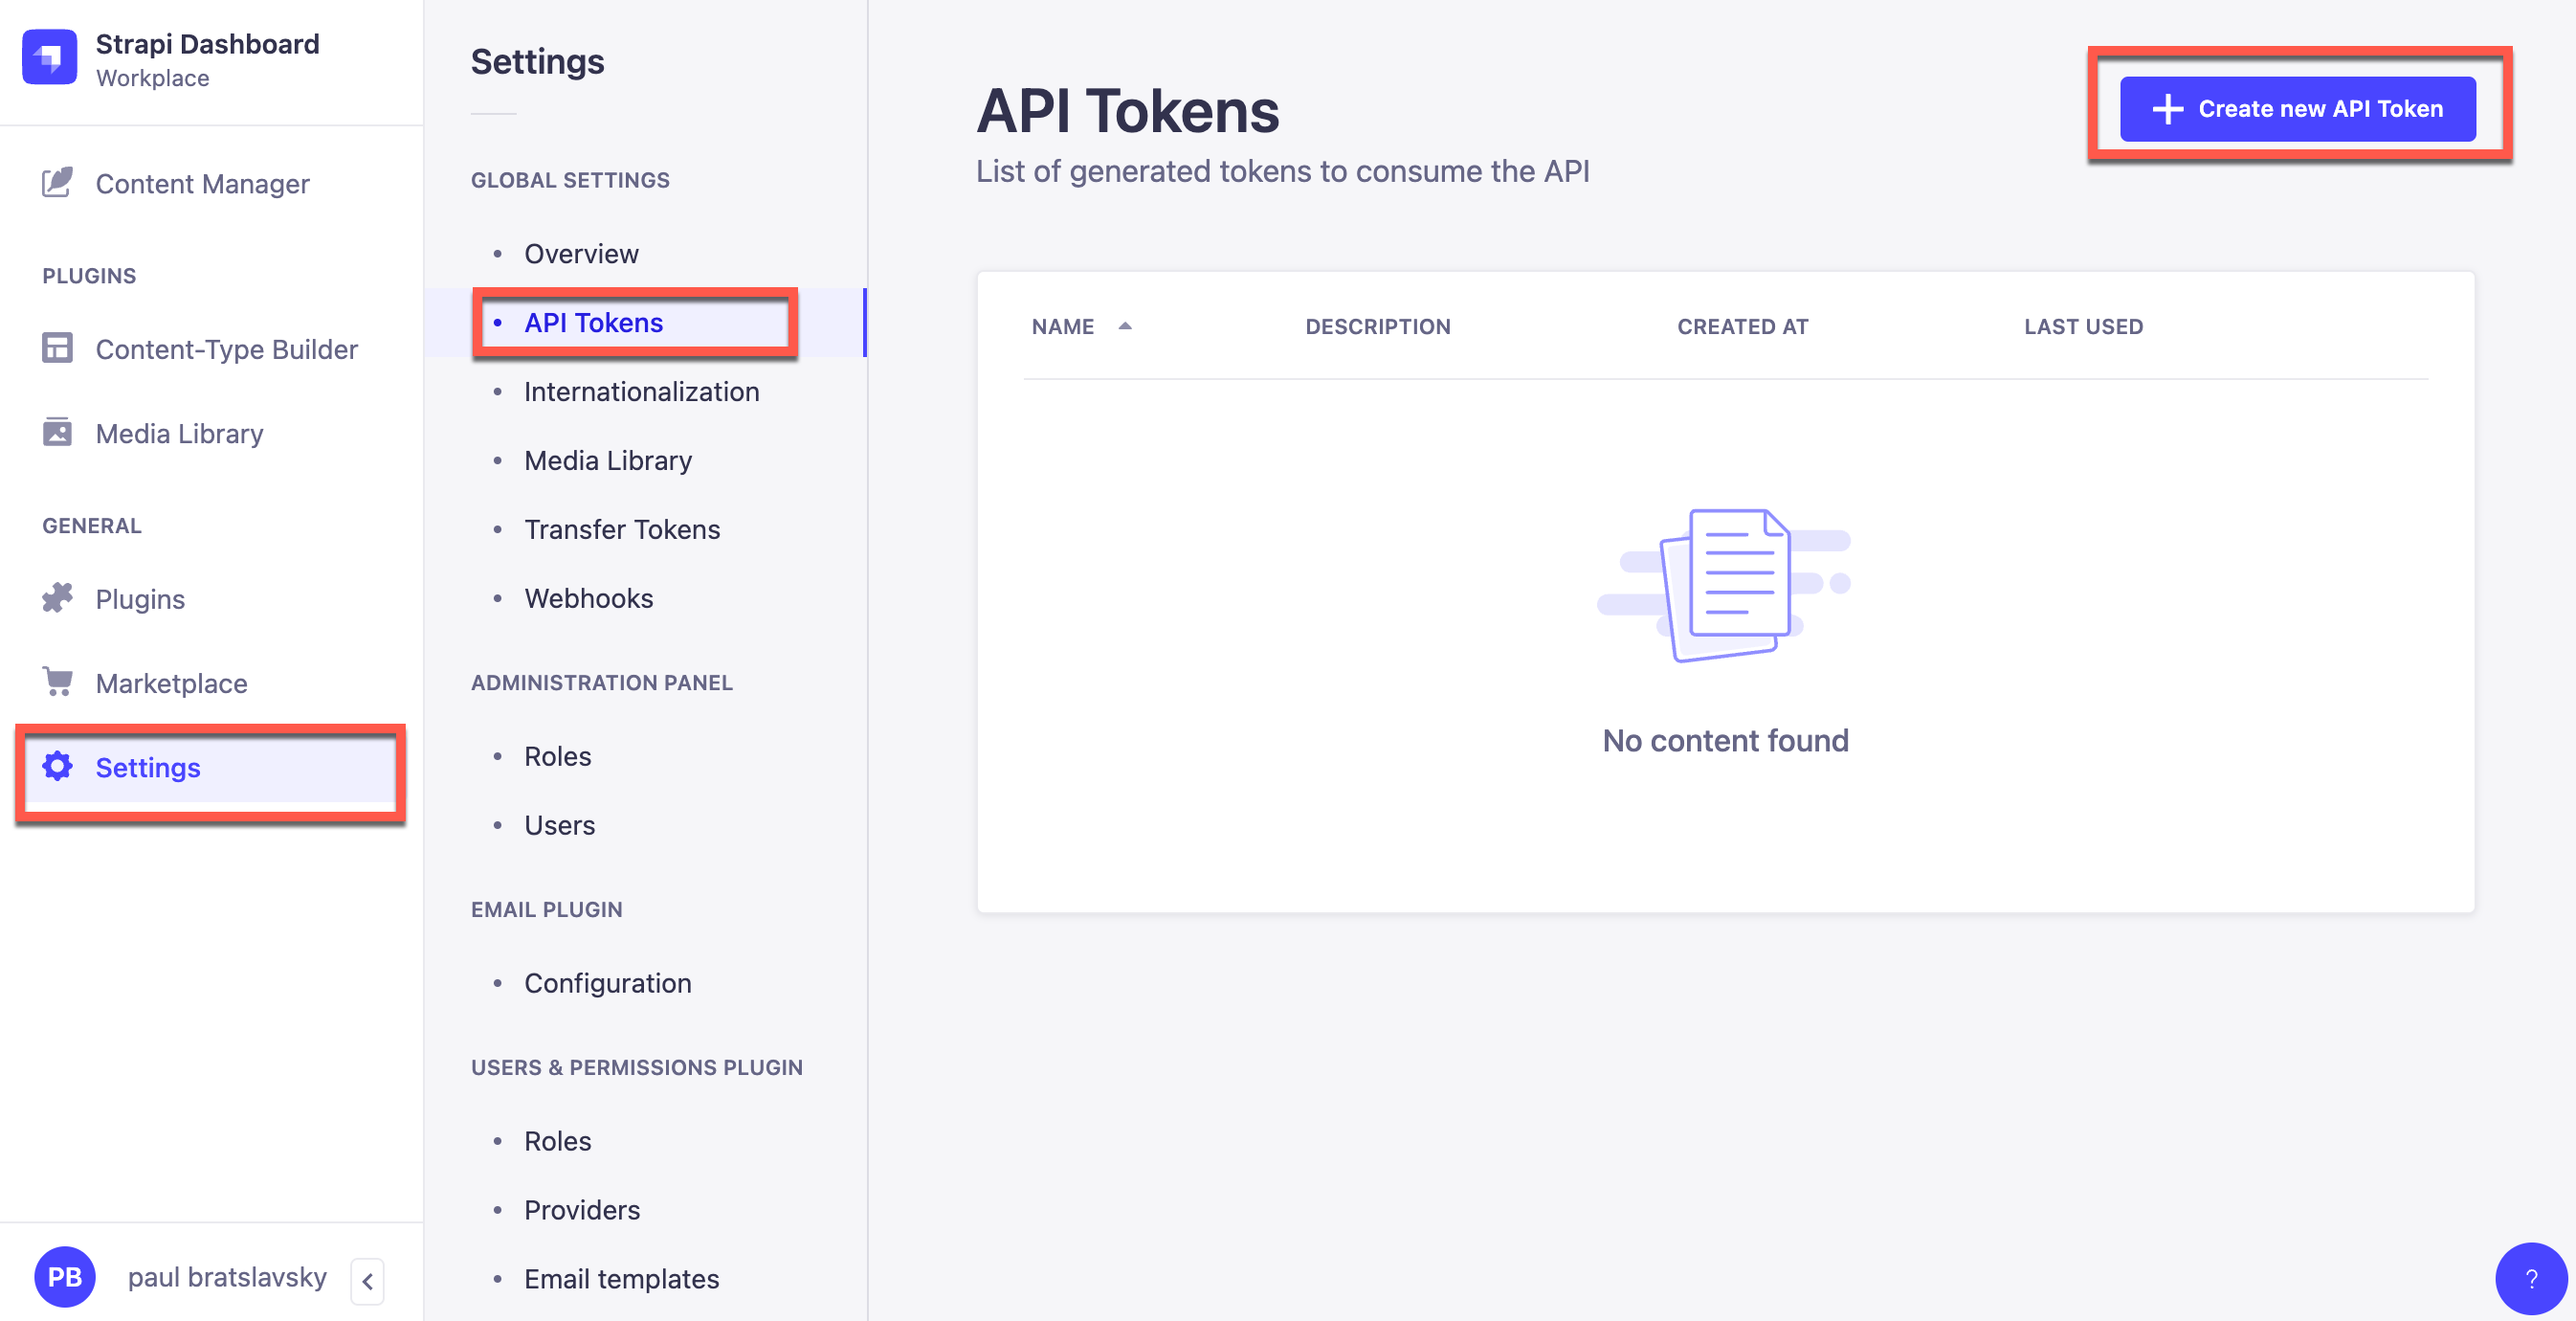 Strapi Dashboard
Workplace
Content Manager
PLUGINS
Content-Type Builder
Media Library
GENERAL
Plugins
Marketplace
Settings
PB
paul bratslavsky
Settings
GLOBAL SETTINGS
Overview
API Tokens
Internationalization
Media Library
Transfer Tokens
Webhooks
ADMINISTRATION PANEL
Roles
Users
EMAIL PLUGIN
Configuration
USERS & PERMISSIONS PLUGIN
Roles
Providers
Email templates
API Tokens
List of generated tokens to consume the API
Create new API Token
NAME DESCRIPTION CREATED AT LAST USED
No content found
?